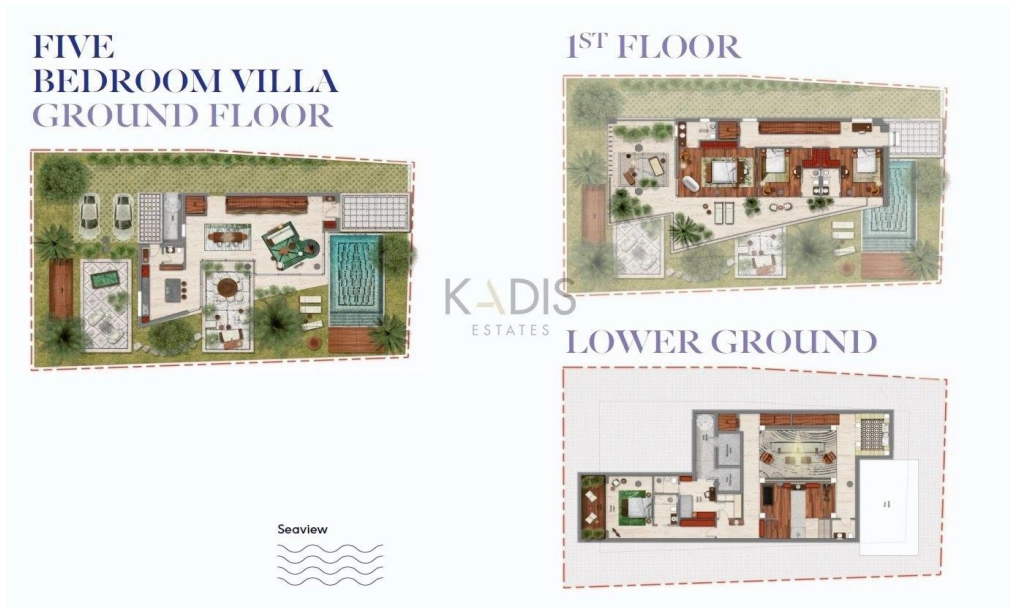 FIVE
BEDROOM VILLA
GROUND FLOOR
1ST FLOOR
KADIS
ESTATES
LOWER GROUND
Seaview